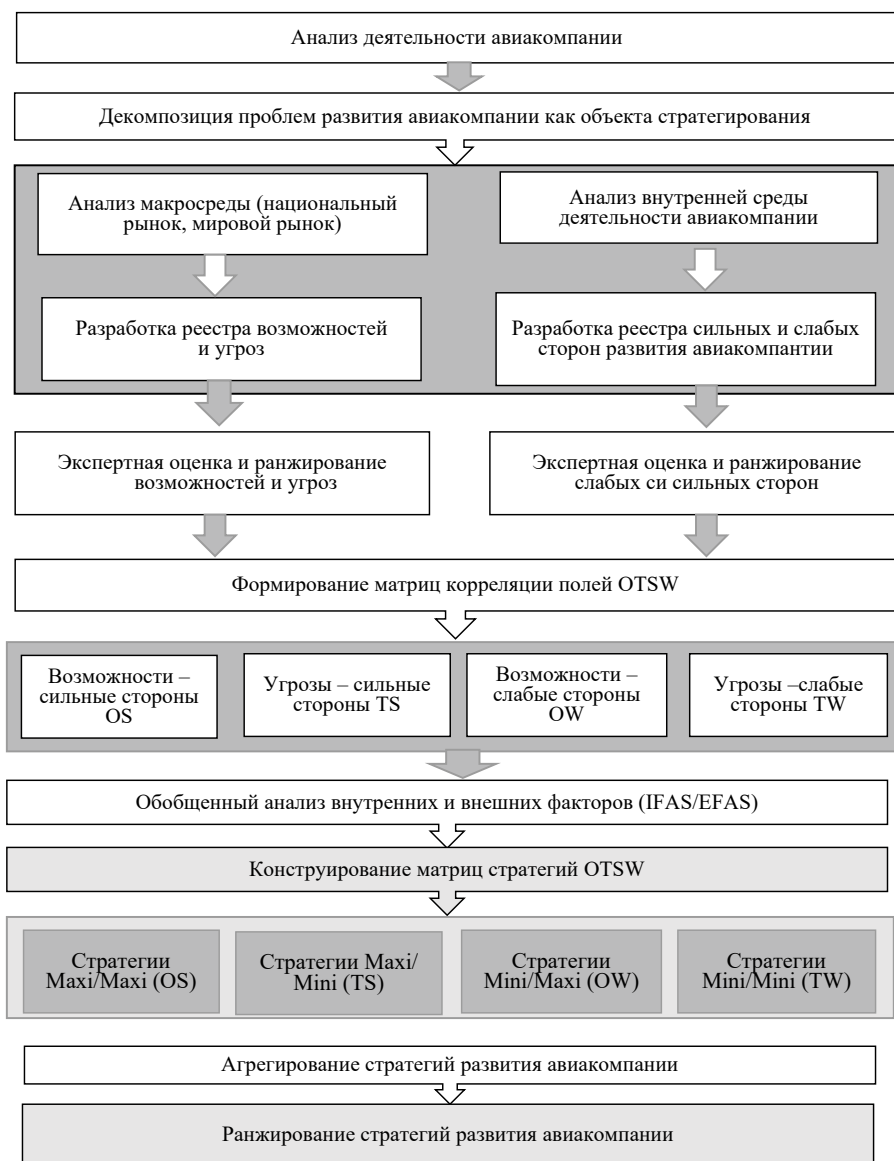 Анализ деятельности авиакомпании
Декомпозиция проблем развития авиакомпании как объекта стратегирования
Анализ макросреды (национальный
рынок, мировой рынок)
Анализ внутренней среды
деятельности авиакомпании
Разработка реестра возможностей
и угроз
Разработка реестра сильных и слабых
сторон развития авиакомпантии
Экспертная оценка и ранжирование
возможностей и угроз
Экспертная оценка и ранжирование
слабых си сильных сторон
Формирование матриц корреляции полей OTSW
Возможности –
сильные стороны
OS
Угрозы – сильные
стороны TS
Возможности –
слабые стороны
OW
Угрозы –слабые
стороны TW
Обобщенный анализ внутренних и внешних факторов (IFAS/EFAS)
Конструирование матриц стратегий OTSW
Стратегии
Maxi/Maxi (OS)
Стратегии Maxi/
Mini (TS)
Стратегии
Mini/Maxi (OW)
Стратегии
Mini/Mini (TW)
Агрегирование стратегий развития авиакомпании
Ранжирование стратегий развития авиакомпании